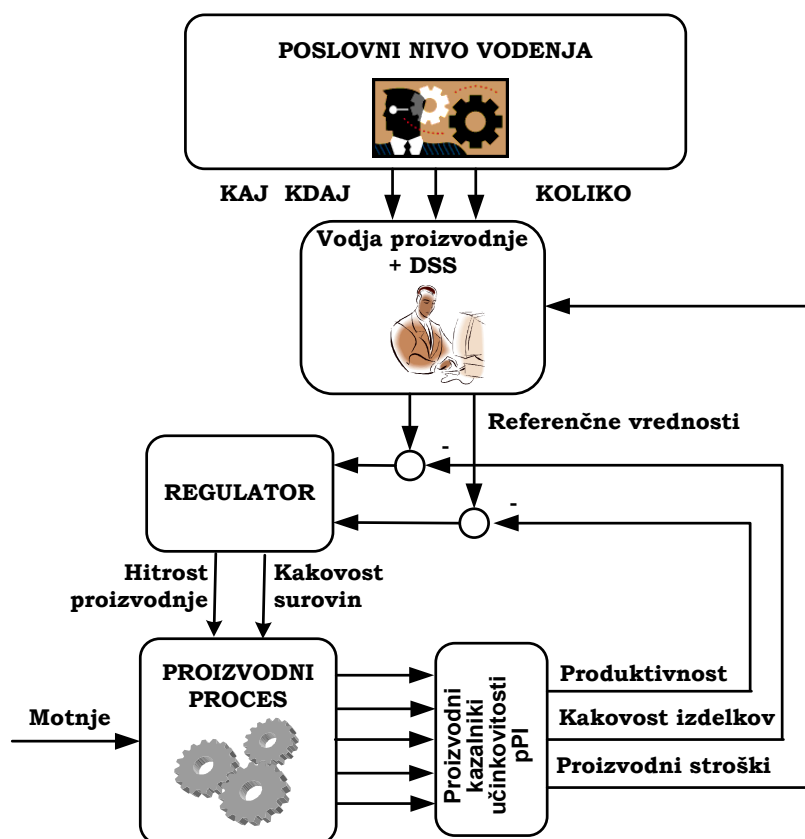 POSLOVNI NIVO VODENJA
KAJ KDAJ
KOLIKO
Vodja proizvodnje
+ DSS
Referenčne vrednosti
-
REGULATOR
-
Hitrost
proizvodnje
Kakovost
surovin
PROIZVODNI
PROCES
Motnje
Proizvodni
kazalniki
učinkovitosti
pPI
Produktivnost
Kakovost izdelkov
Proizvodni stroški